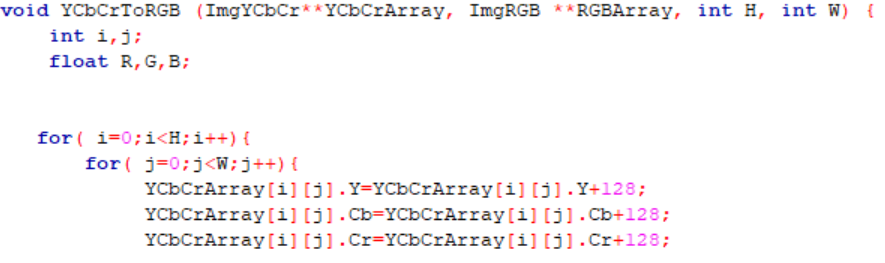 void YCbCrToRGB (ImgYCbCr**YCbCrArray, ImgRGB **RGBArray, int H, int W) {
int i,j;
float R,G,B;
for( i=0;i<H;i++){
for( j=0;j<W;j++){
YCbCrArray[i][j].Y=YCbCrArray[i][j].Y+128;
YCbCrArray[i][j].Cb=YCbCrArray[i][j].Cb+128;
YCbCrArray[i][j].Cr=YCbCrArray[i][j].Cr+128;